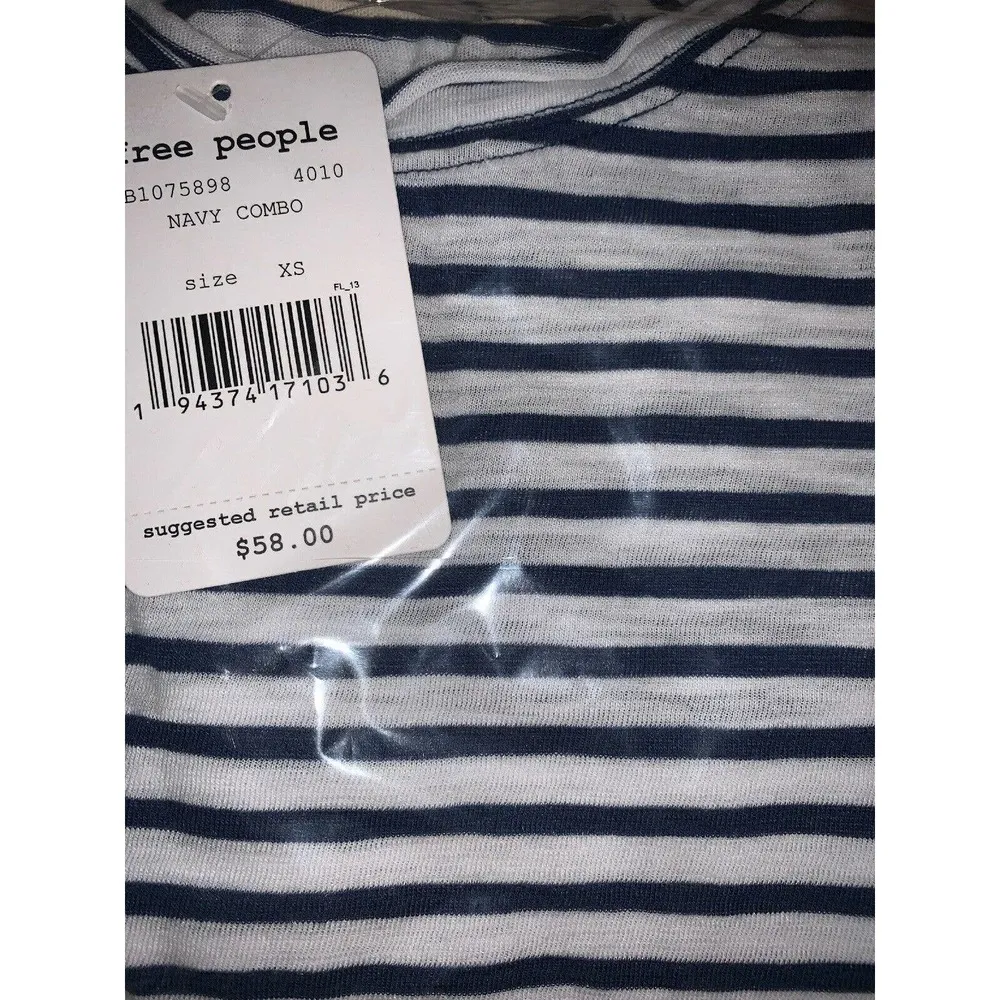 free people
B1075898 4010
NAVY COMBO
size XS
FL_13
1 94374 17103 6
suggested retail price
$58.00